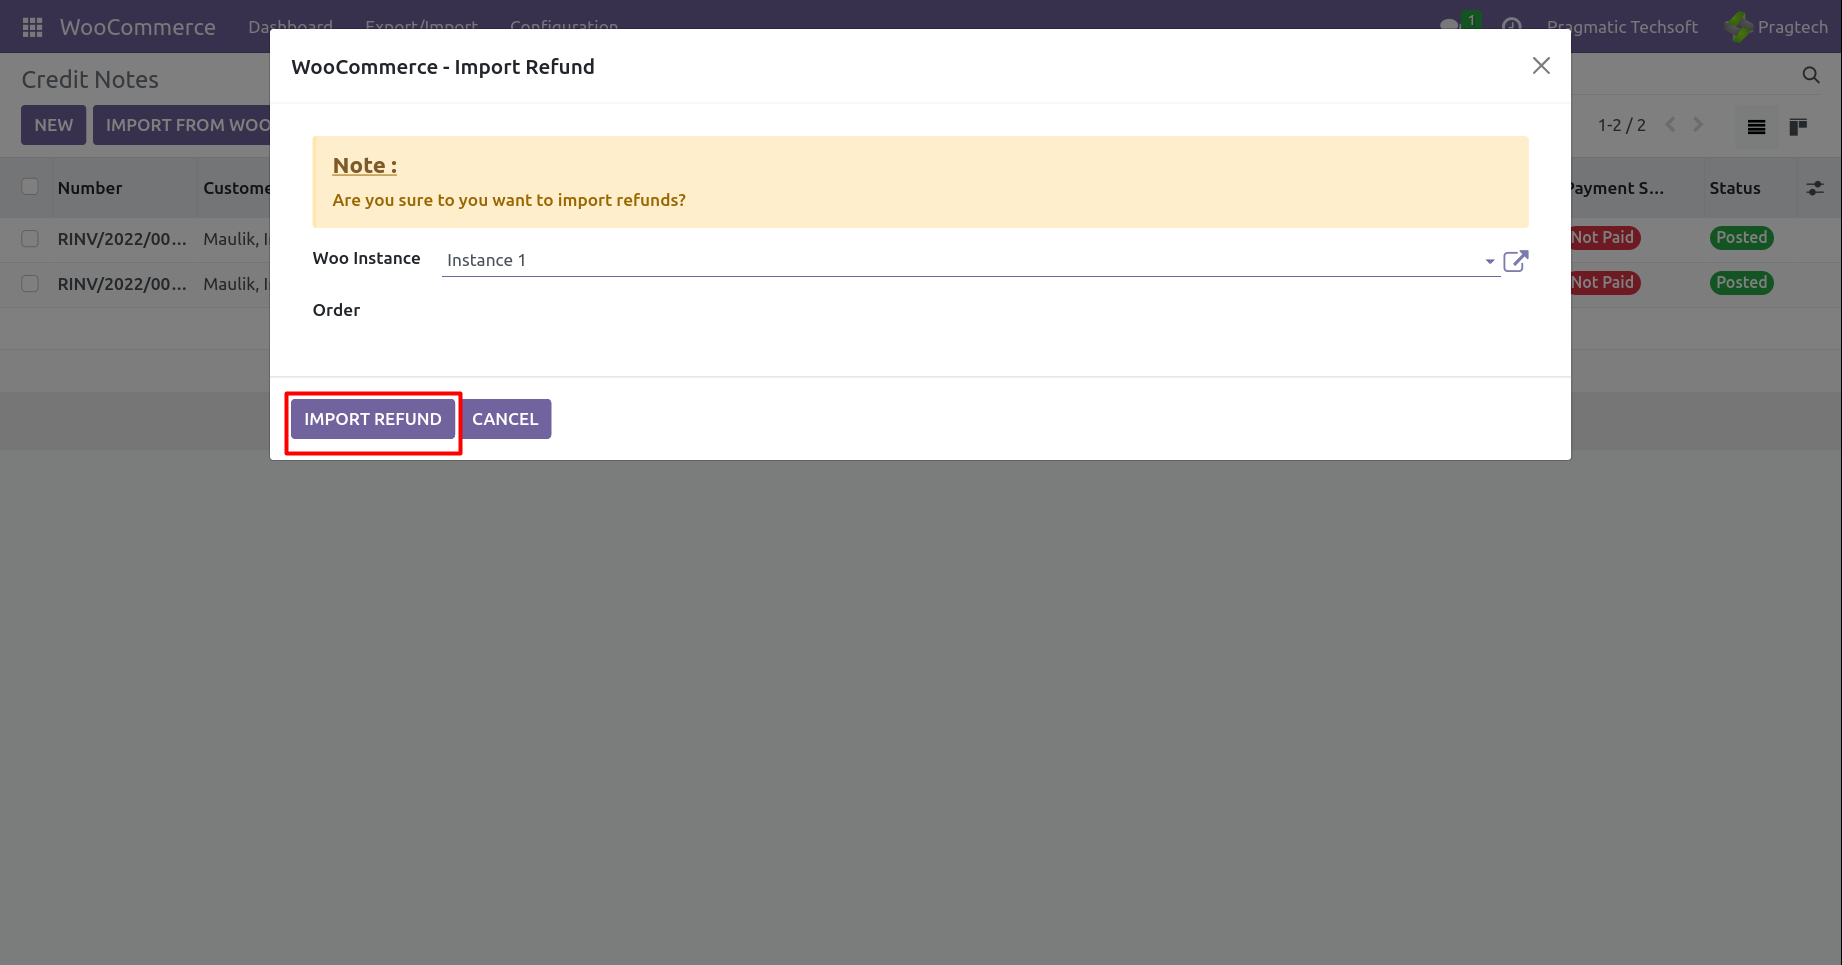 WooCommerce Dashboard Export/Import Configuration 1 Pragmatic Techsoft Pragtech
WooCommerce - Import Refund
Credit Notes
NEW IMPORT FROM WOO
1-2 / 2
Note :
Are you sure to you want to import refunds?
Number Custome Payment S... Status
RINV/2022/00... Maulik, Not Paid Posted
Woo Instance Instance 1
RINV/2022/00... Maulik, Not Paid Posted
Order
IMPORT REFUND CANCEL